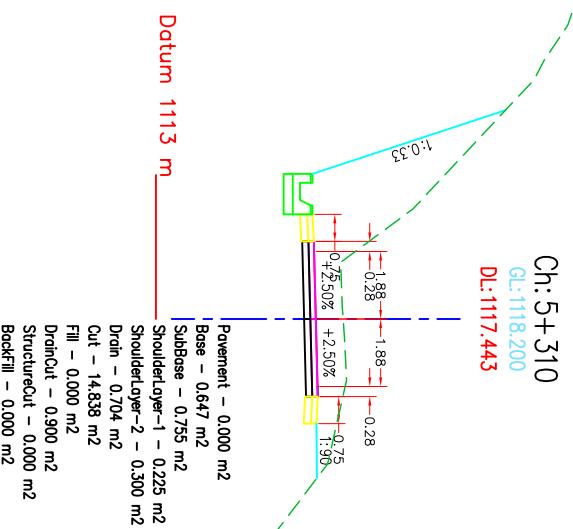 Ch: 5+310
GL:1118.200
DL:1117.443
1:0.33
1.88
1.88
0.28
0.28
0.75
0.75
+2.50%
+2.50%
1:90
Datum 1113 m
Pavement - 0.000 m2
Base - 0.647 m2
SubBase - 0.755 m2
ShoulderLayer-1 - 0.225 m2
ShoulderLayer-2 - 0.300 m2
Drain - 0.704 m2
Cut - 14.838 m2
Fill - 0.000 m2
DrainCut - 0.900 m2
StructureCut - 0.000 m2
BackFill - 0.000 m2